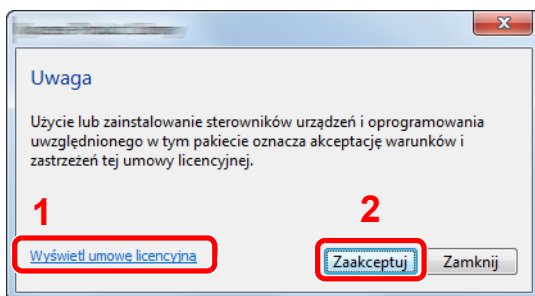 Uwaga
Użycie lub zainstalowanie sterowników urządzeń i oprogramowania
uwzględnionego w tym pakiecie oznacza akceptację warunków i
zastrzeżeń tej umowy licencyjnej.
1
2
Wyświetl umowę licencyjną
Zaakceptuj
Zamknij